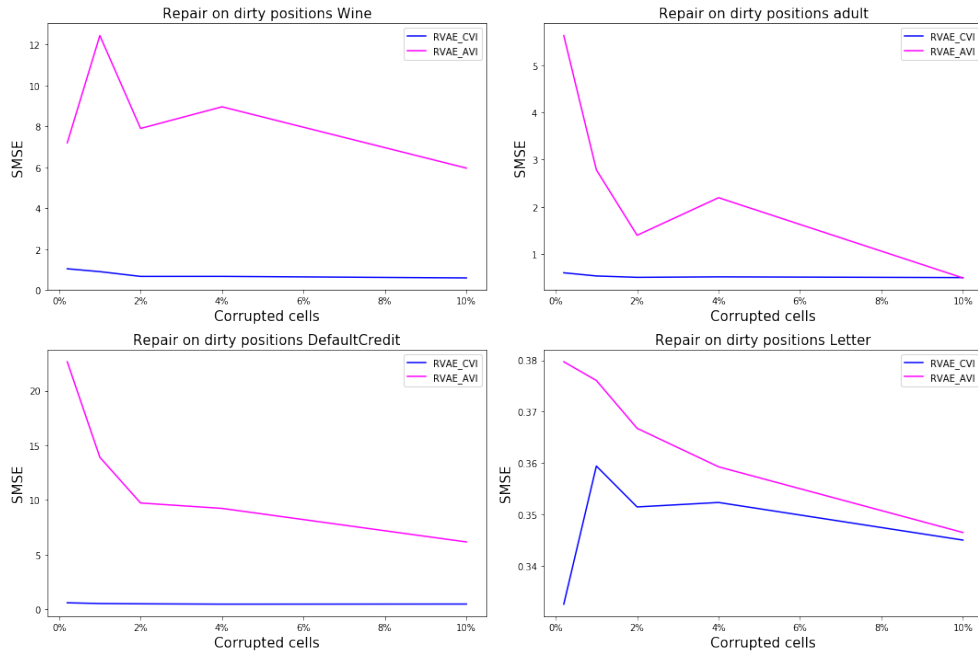 Repair on dirty positions Wine
RVAE_CVI
RVAE_AVI
SMSE
12
10
8
6
4
2
0
0%
2%
4%
6%
8%
10%
Corrupted cells
Repair on dirty positions adult
RVAE_CVI
RVAE_AVI
SMSE
5
4
3
2
1
0%
2%
4%
6%
8%
10%
Corrupted cells
Repair on dirty positions DefaultCredit
RVAE_CVI
RVAE_AVI
SMSE
20
15
10
5
0
0%
2%
4%
6%
8%
10%
Corrupted cells
Repair on dirty positions Letter
RVAE_CVI
RVAE_AVI
SMSE
0.38
0.37
0.36
0.35
0.34
0%
2%
4%
6%
8%
10%
Corrupted cells